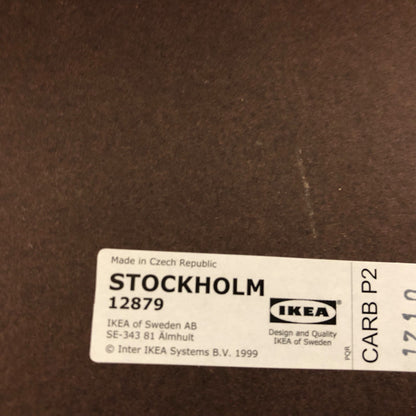 Made in Czech Republic
STOCKHOLM
12879
IKEA of Sweden AB
SE-343 81 Älmhult
© Inter IKEA Systems B.V. 1999
IKEA®
Design and Quality
IKEA of Sweden
PQR
CARB P2